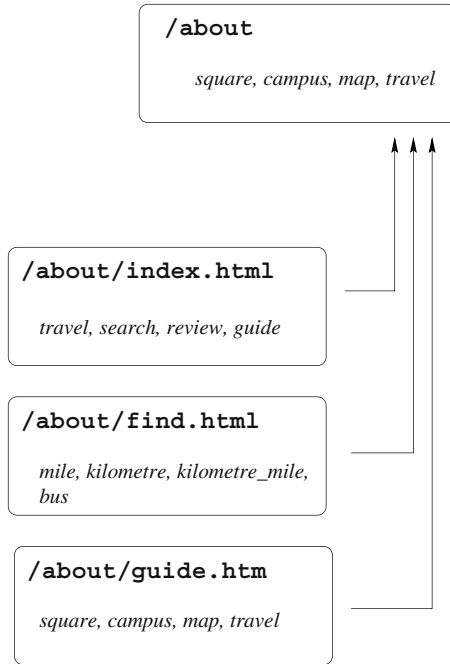 /about
square, campus, map, travel
/about/index.html
travel, search, review, guide
/about/find.html
mile, kilometre, kilometre_mile,
bus
/about/guide.htm
square, campus, map, travel